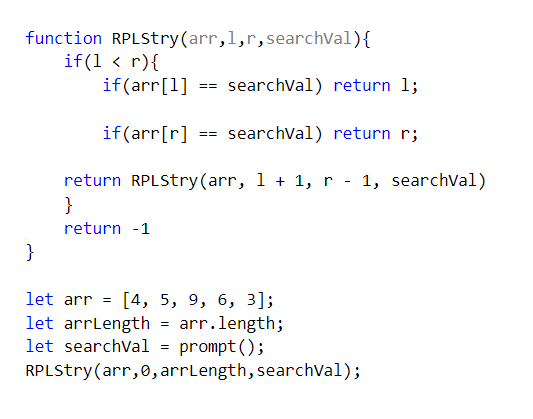 function RPLStry(arr,l,r,searchVal){
if(l < r){
if(arr[l] == searchVal) return l;
if(arr[r] == searchVal) return r;
return RPLStry(arr, l + 1, r - 1, searchVal)
}
return -1
}
let arr = [4, 5, 9, 6, 3];
let arrLength = arr.length;
let searchVal = prompt();
RPLStry(arr,0,arrLength,searchVal);